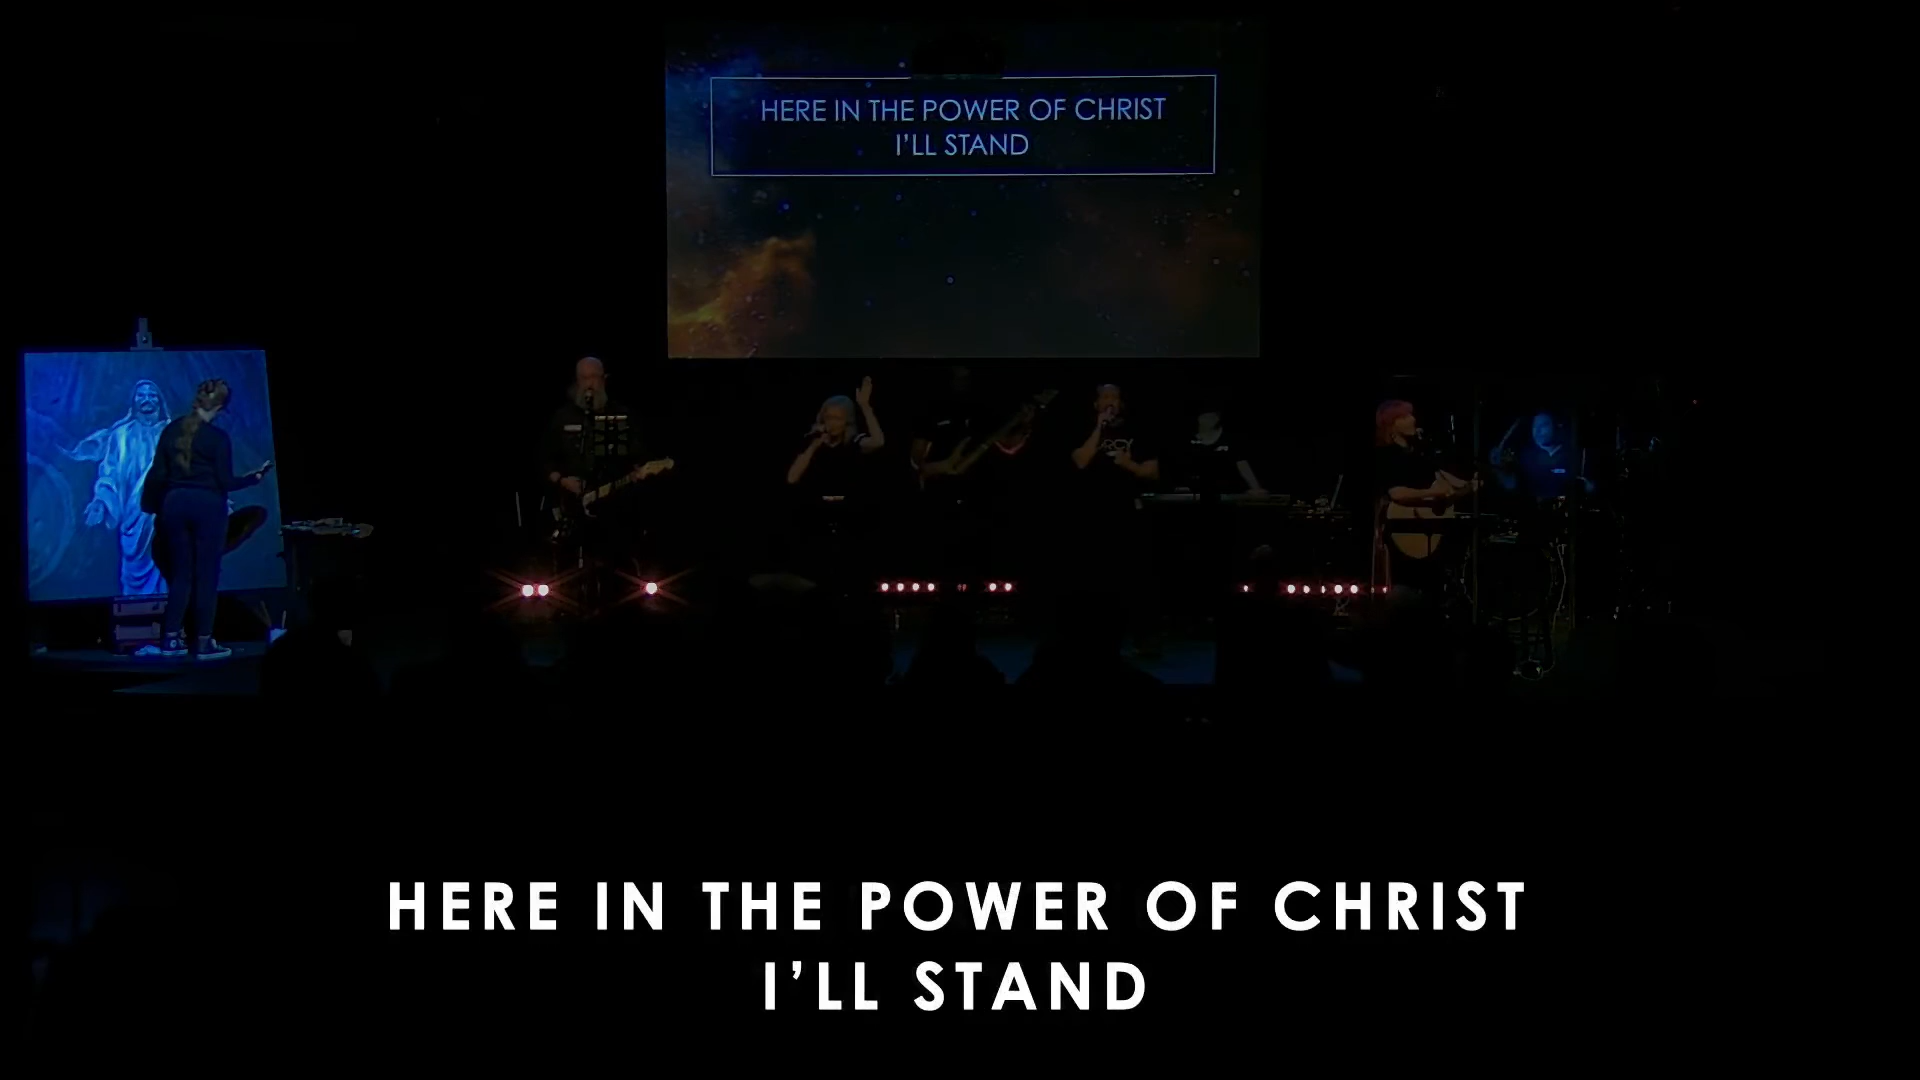 HERE IN THE POWER OF CHRIST
I'LL STAND
HERE IN THE POWER OF CHRIST
I'LL STAND